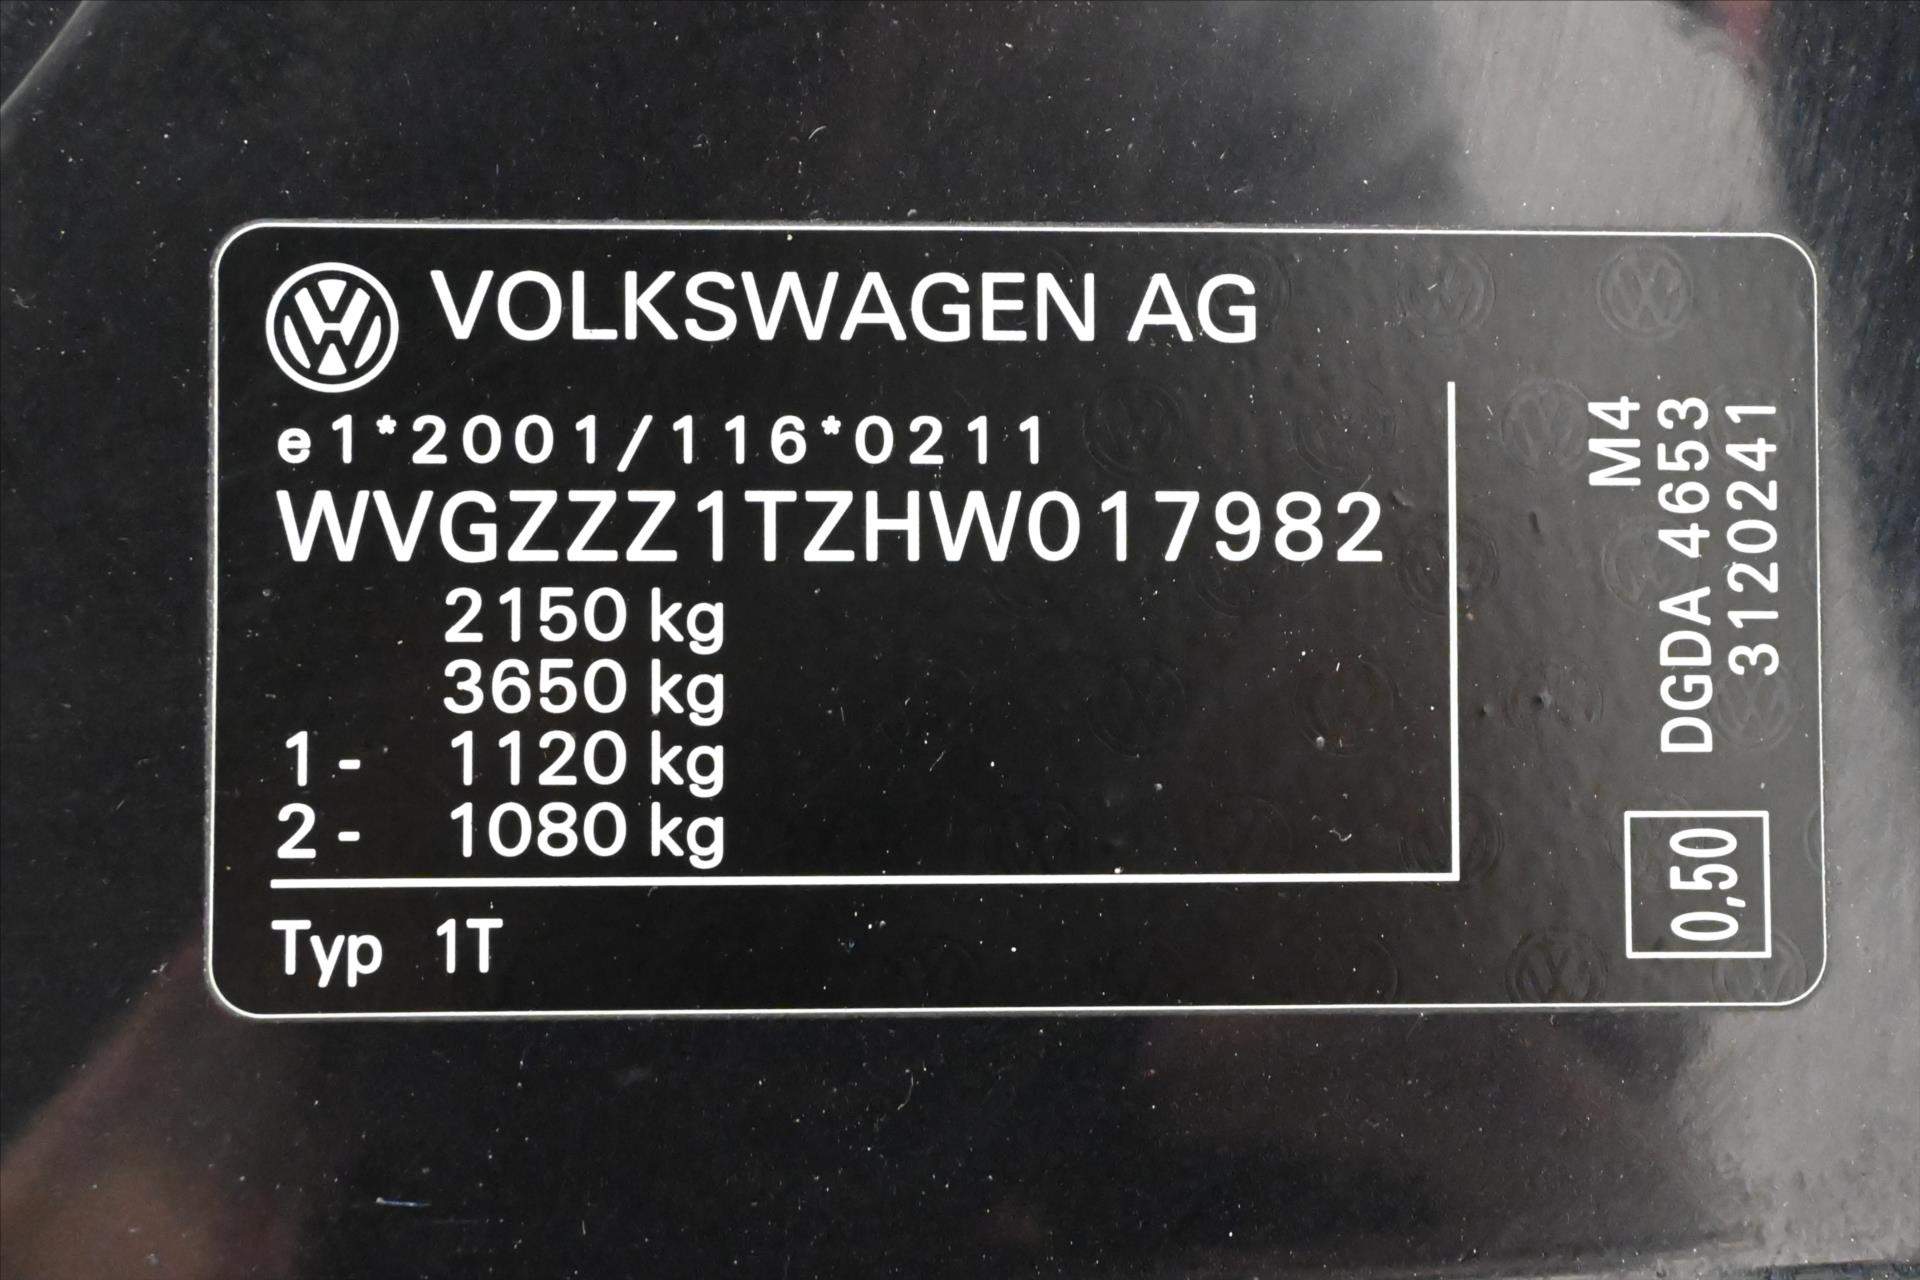 VOLKSWAGEN AG
e1*2001/116*0211
WVGZZZ1TZHW017982
2150 kg
3650 kg
1- 1120 kg
2- 1080 kg
Typ 1T
M4
DGDA 4653
3120241
0,50